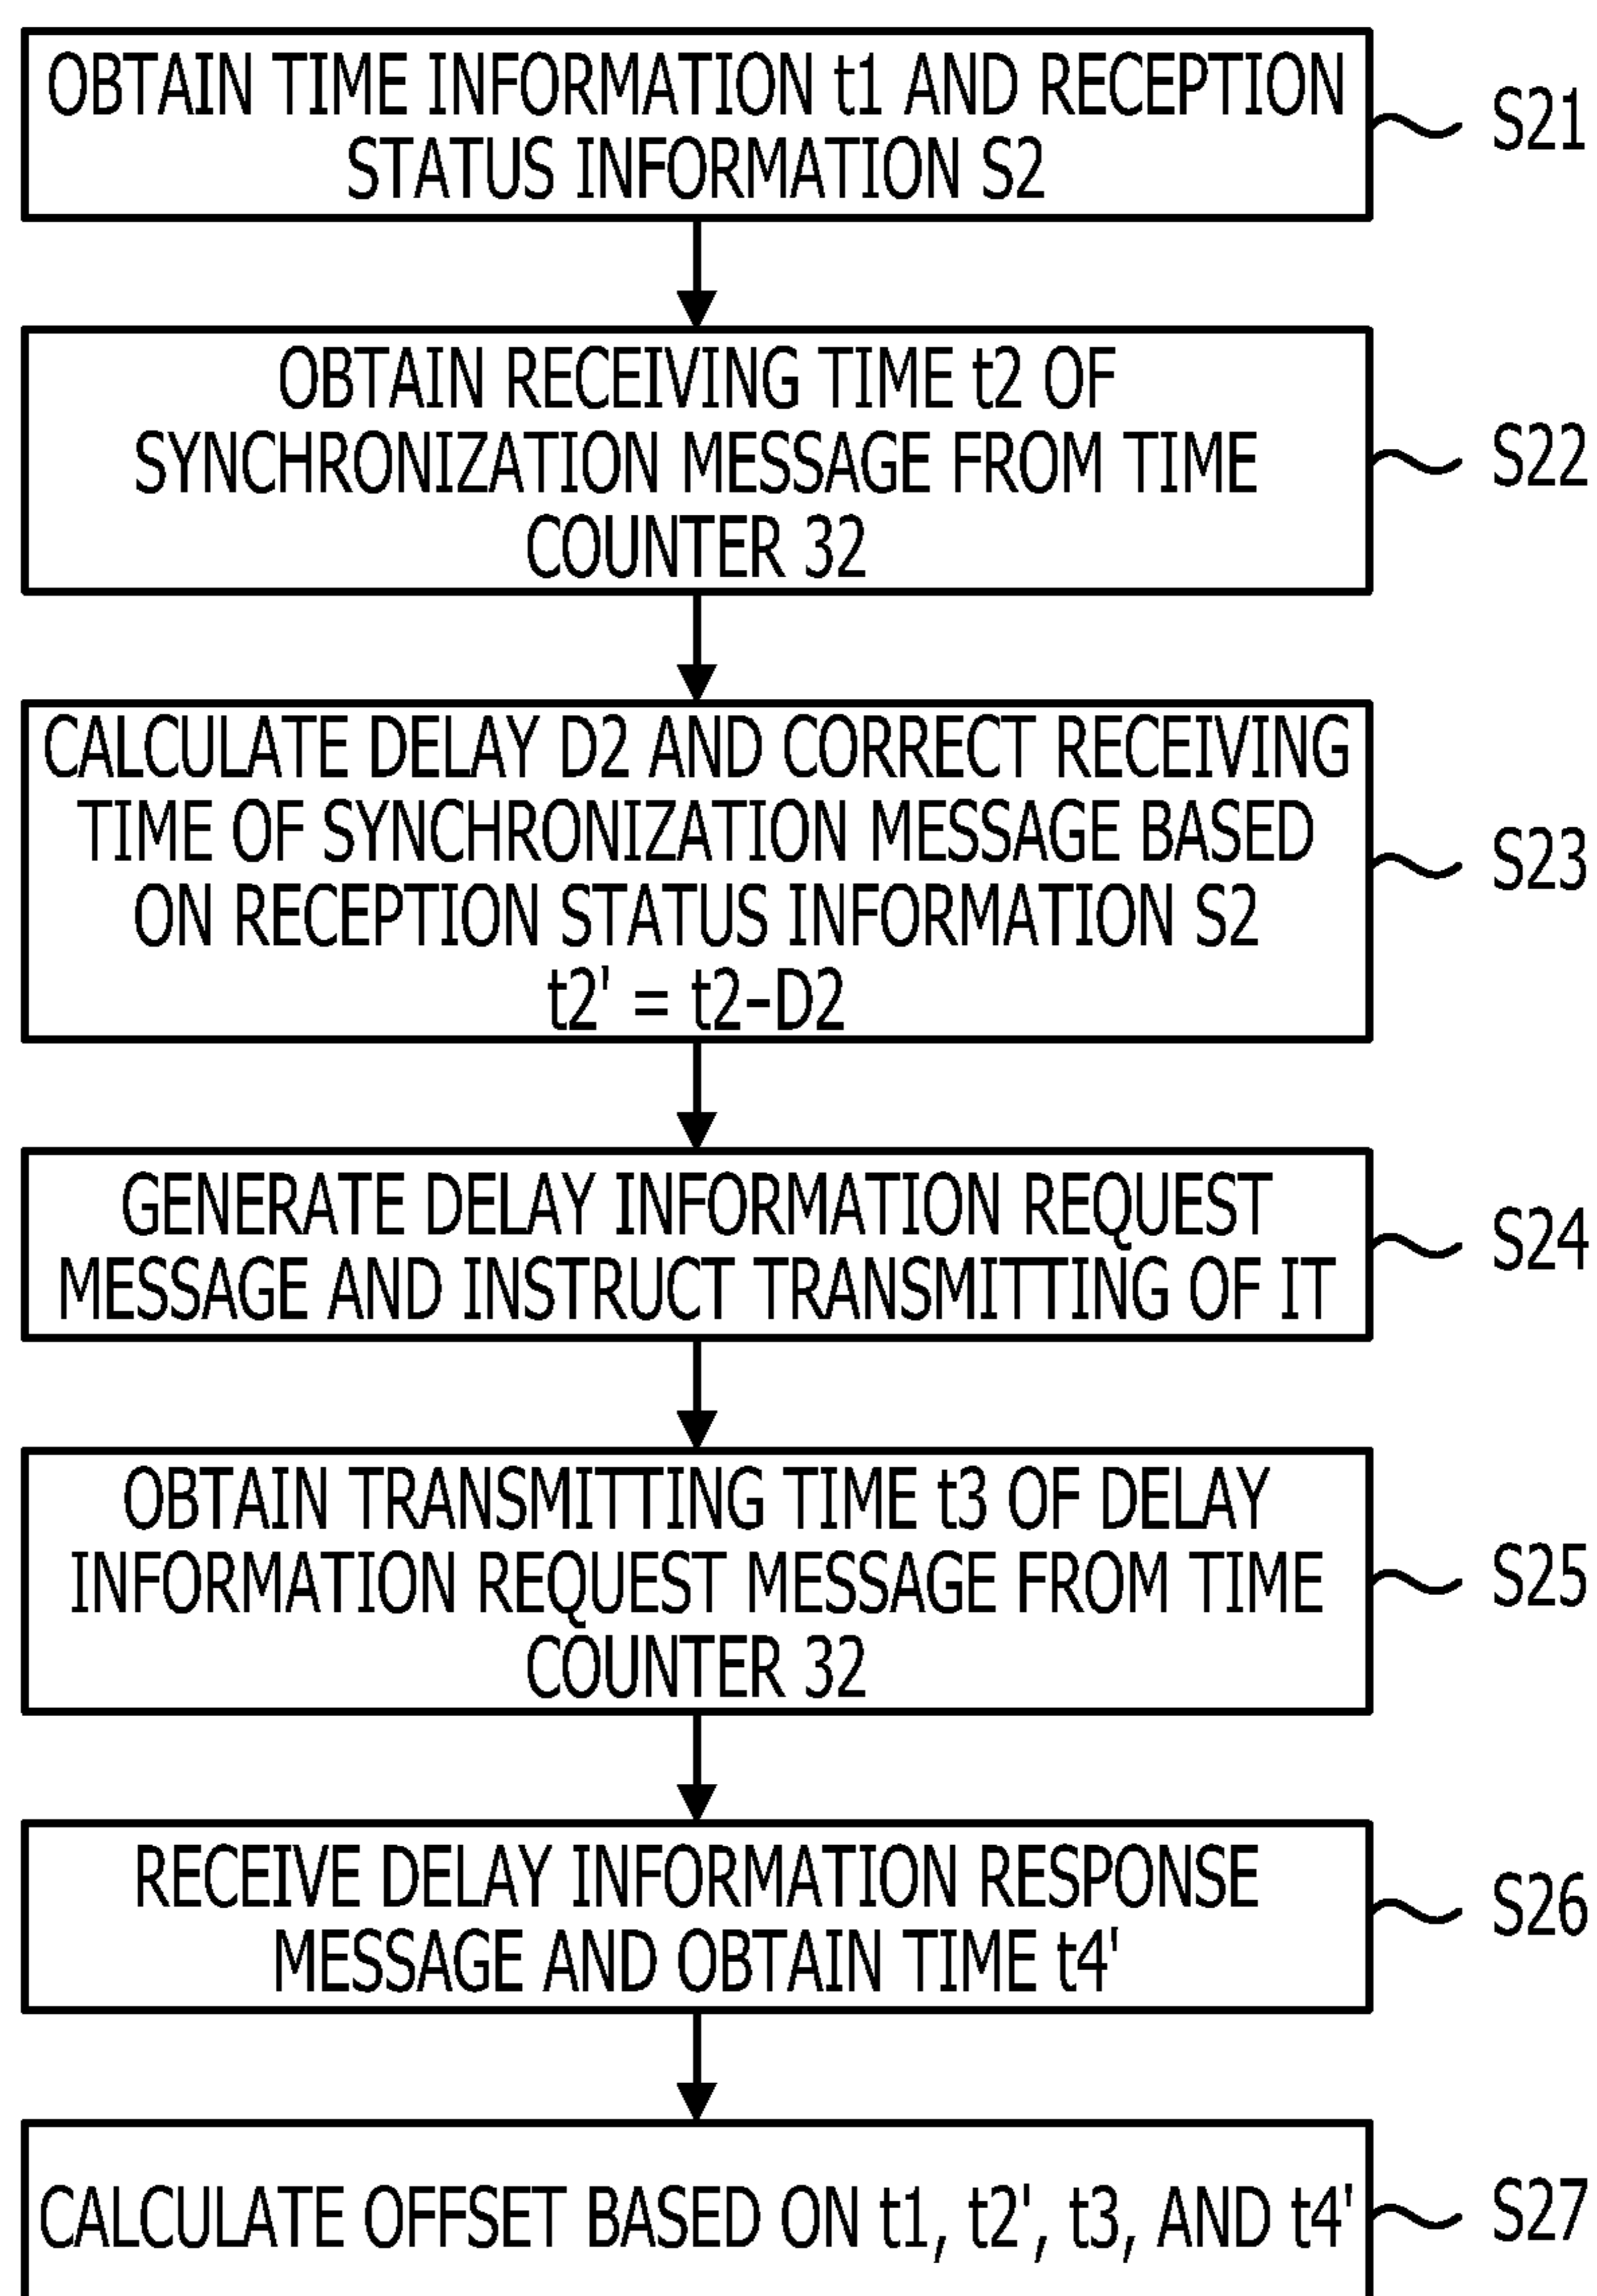 OBTAIN TIME INFORMATION t1 AND RECEPTION
STATUS INFORMATION S2
S21
OBTAIN RECEIVING TIME t2 OF
SYNCHRONIZATION MESSAGE FROM TIME
COUNTER 32
S22
CALCULATE DELAY D2 AND CORRECT RECEIVING
TIME OF SYNCHRONIZATION MESSAGE BASED
ON RECEPTION STATUS INFORMATION S2
t2' = t2-D2
S23
GENERATE DELAY INFORMATION REQUEST
MESSAGE AND INSTRUCT TRANSMITTING OF IT
S24
OBTAIN TRANSMITTING TIME t3 OF DELAY
INFORMATION REQUEST MESSAGE FROM TIME
COUNTER 32
S25
RECEIVE DELAY INFORMATION RESPONSE
MESSAGE AND OBTAIN TIME t4'
S26
CALCULATE OFFSET BASED ON t1, t2', t3, AND t4'
S27